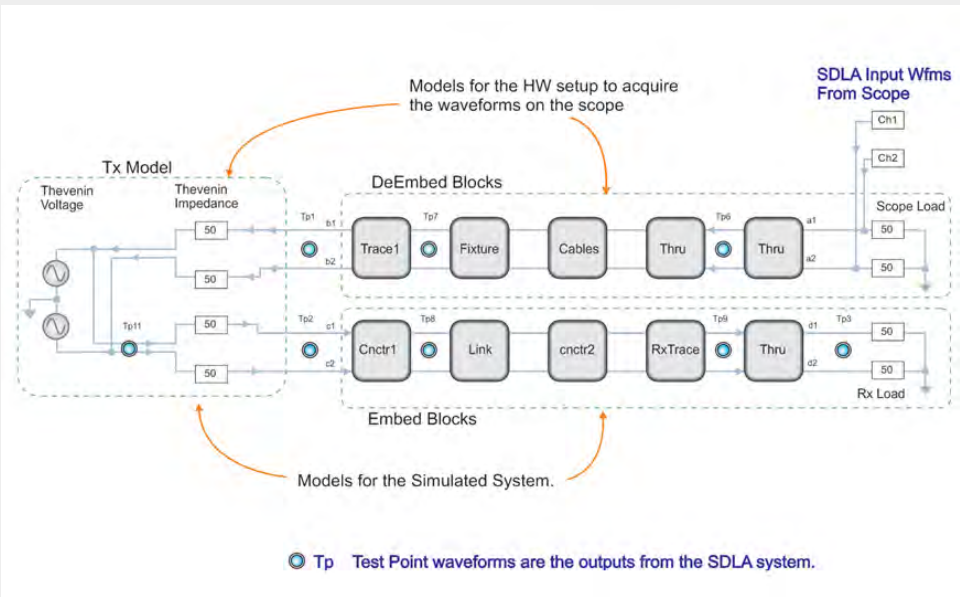 Models for the HW setup to acquire
the waveforms on the scope
SDLA Input Wfms
From Scope
Ch1
Ch2
Tx Model
Thevenin
Voltage
Thevenin
Impedance
DeEmbed Blocks
Scope Load
50
50
Tp1
b1
b2
Trace1
Tp7
Fixture
Cables
Thru
Tp6
Thru
a1
a2
50
50
Tp11
50
50
Tp2
c1
c2
Cnctr1
Tp8
Link
cnctr2
RxTrace
Tp9
Thru
d1
d2
Tp3
50
50
Rx Load
Embed Blocks
Models for the Simulated System.
Tp Test Point waveforms are the outputs from the SDLA system.